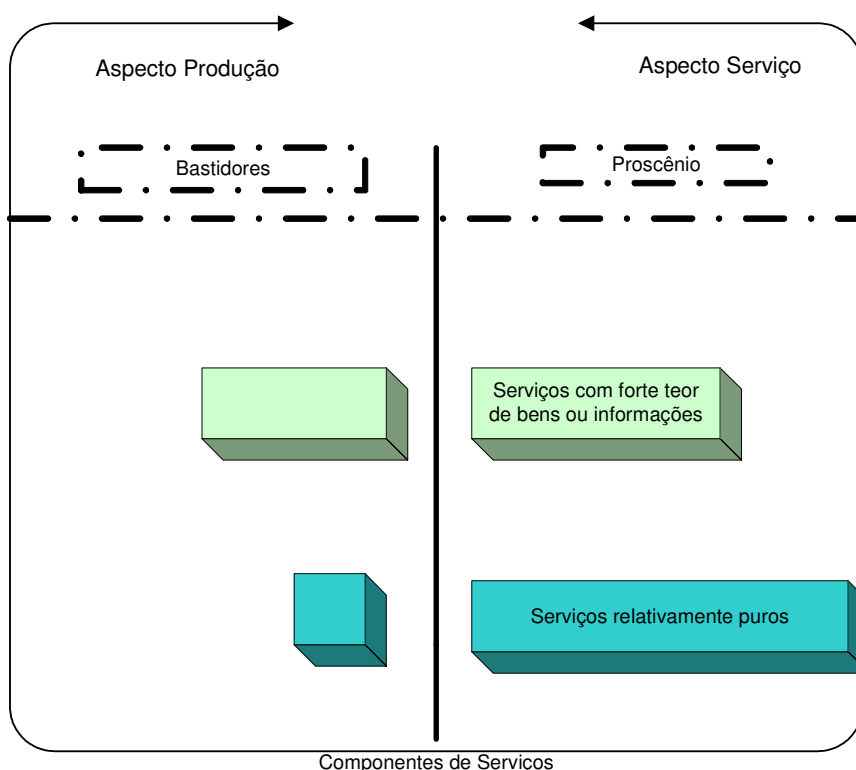 Aspecto Produção
Aspecto Serviço
Bastidores
Proscênio
Serviços com forte teor
de bens ou informações
Serviços relativamente puros
Componentes de Servicos